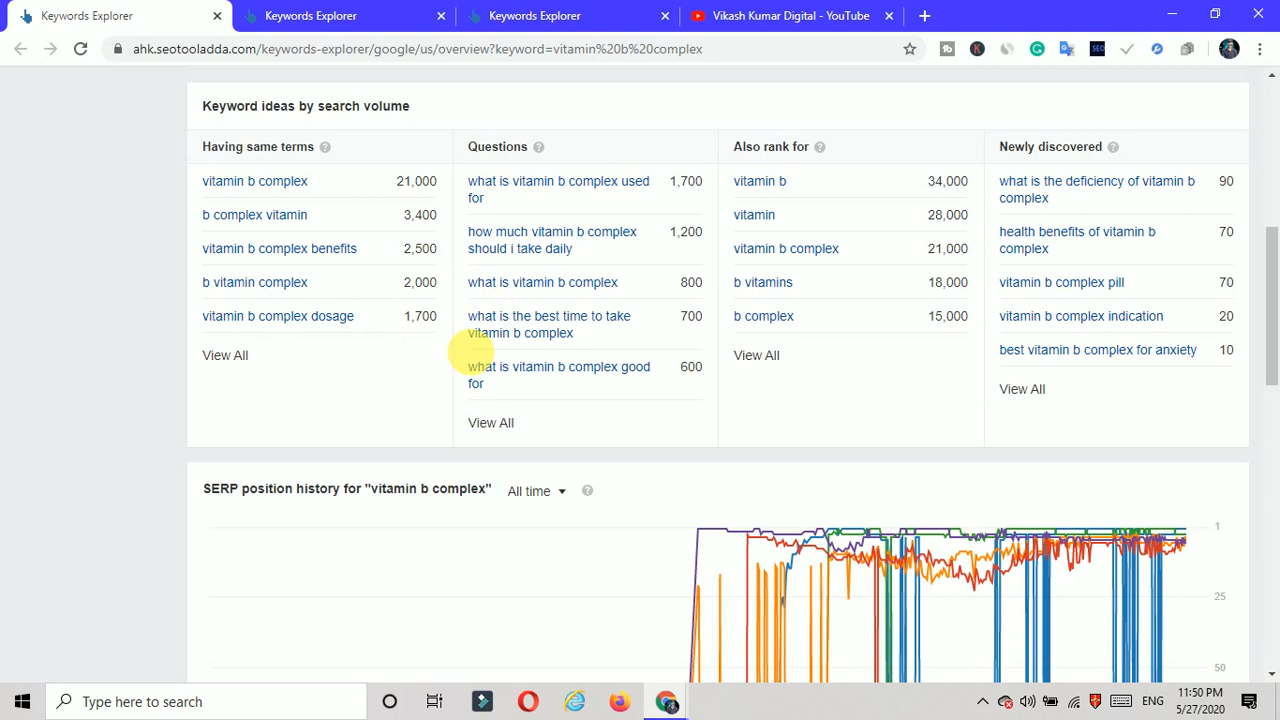 Keywords Explorer
Keywords Explorer
Keywords Explorer
Vikash Kumar Digital - YouTube
ahk.seotooladda.com/keywords-explorer/google/us/overview?keyword=vitamin%20b%20complex
Keyword ideas by search volume
Having same terms
vitamin b complex 21,000
b complex vitamin 3,400
vitamin b complex benefits 2,500
b vitamin complex 2,000
vitamin b complex dosage 1,700
View All
Questions
what is vitamin b complex used 1,700
for
how much vitamin b complex 1,200
should i take daily
what is vitamin b complex 800
what is the best time to take 700
vitamin b complex
what is vitamin b complex good 600
for
View All
Also rank for
vitamin b 34,000
vitamin 28,000
vitamin b complex 21,000
b vitamins 18,000
b complex 15,000
View All
Newly discovered
what is the deficiency of vitamin b 90
complex
health benefits of vitamin b 70
complex
vitamin b complex pill 70
vitamin b complex indication 20
best vitamin b complex for anxiety 10
View All
SERP position history for "vitamin b complex" All time
1
25
50
Type here to search
ENG
11:50 PM
5/27/2020